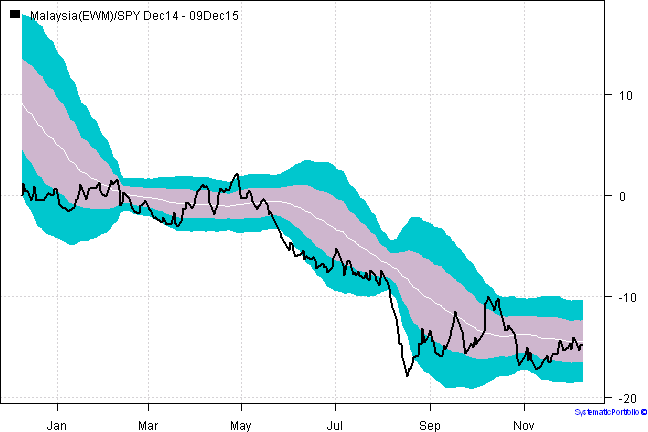 Malaysia(EWM)/SPY Dec14 - 09Dec15
10
0
-10
-20
Jan Mar May Jul Sep Nov
SystematicPortfolio ©